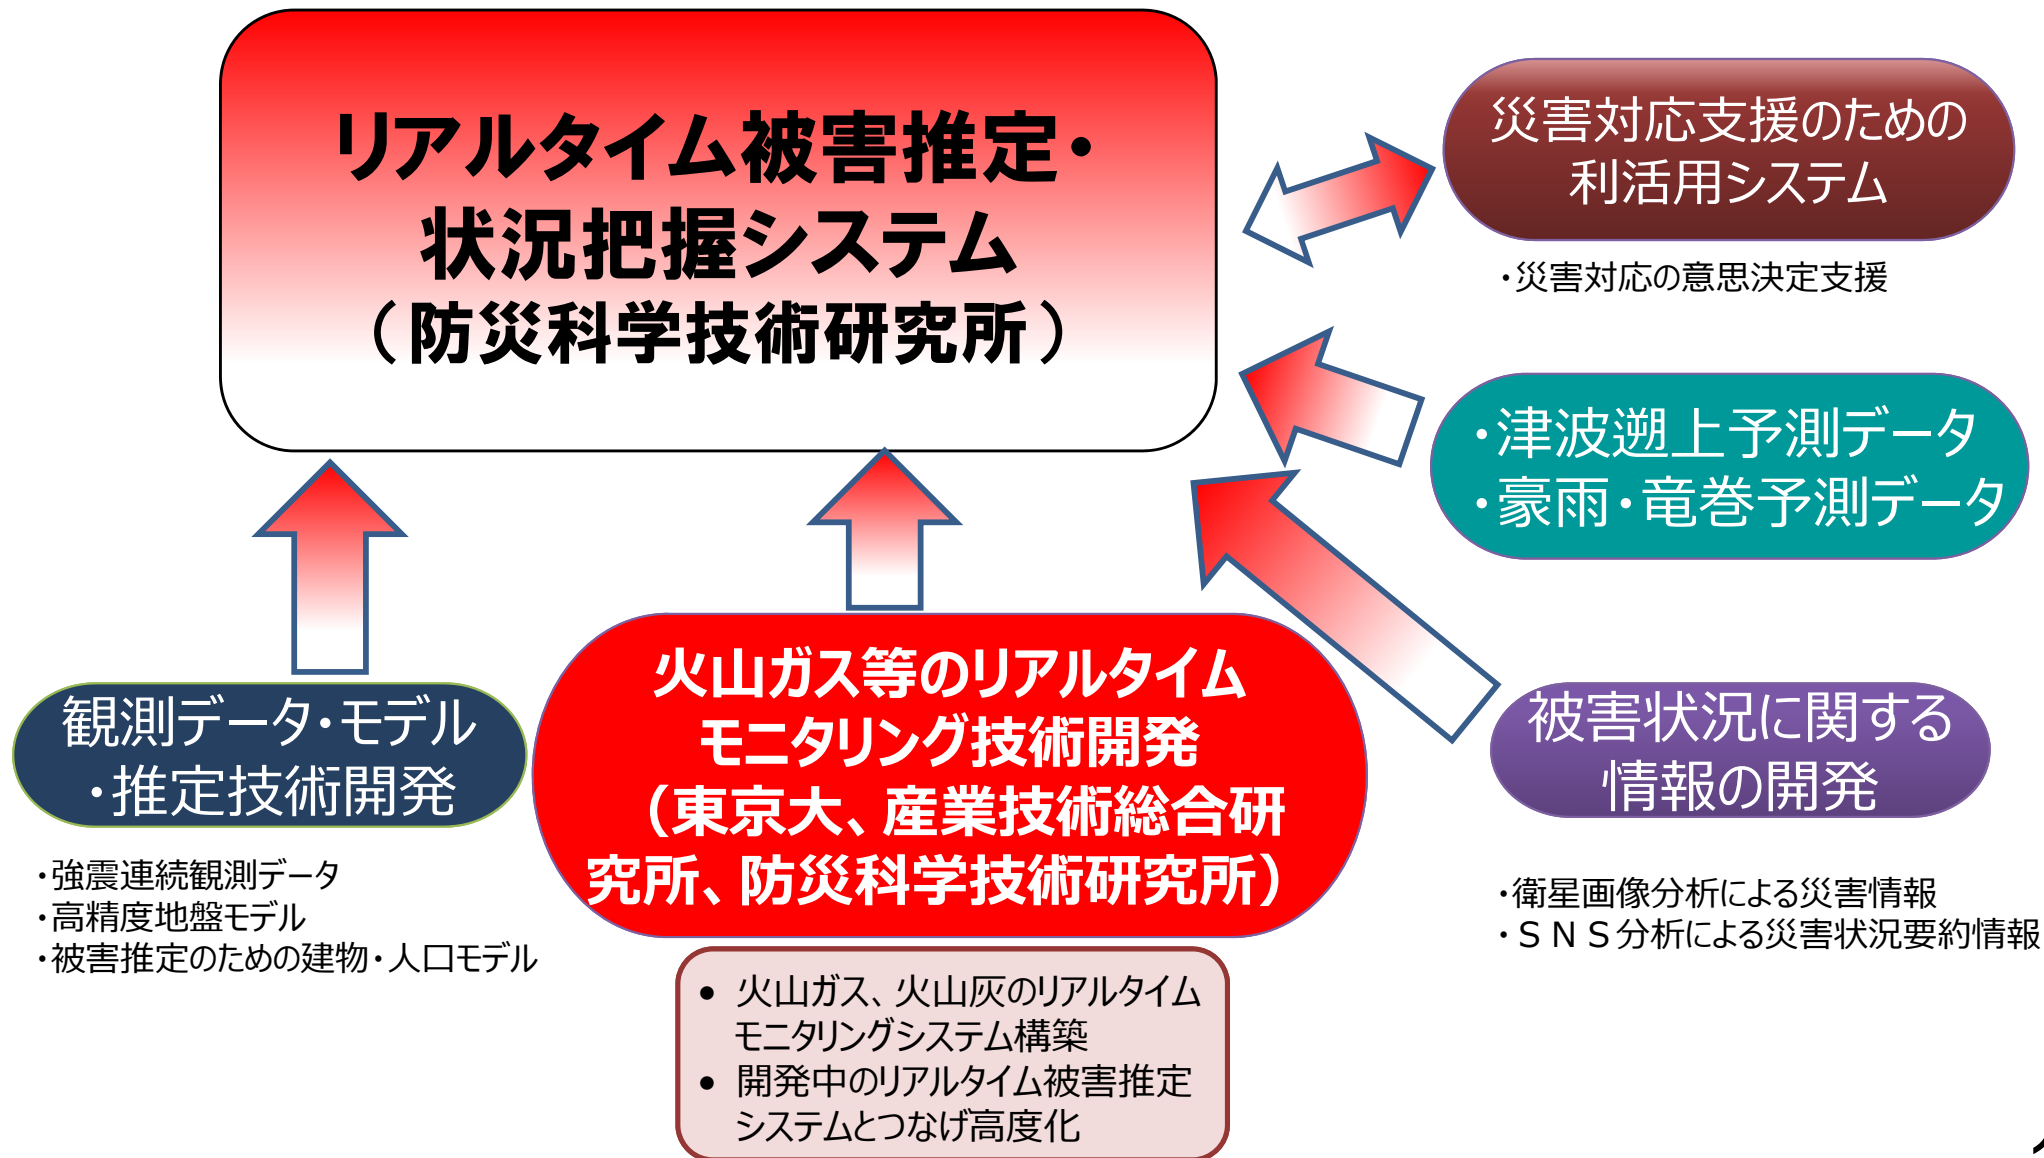 リアルタイム被害推定・
状況把握システム
（防災科学技術研究所）
災害対応支援のための
利活用システム
・災害対応の意思決定支援
・津波遡上予測データ
・豪雨・竜巻予測データ
観測データ・モデル
・推定技術開発
・強震連続観測データ
・高精度地盤モデル
・被害推定のための建物・人口モデル
火山ガス等のリアルタイム
モニタリング技術開発
（東京大、産業技術総合研
究所、防災科学技術研究所）
• 火山ガス、火山灰のリアルタイム
モニタリングシステム構築
• 開発中のリアルタイム被害推定
システムとつなげ高度化
被害状況に関する
情報の開発
・衛星画像分析による災害情報
・ＳＮＳ分析による災害状況要約情報